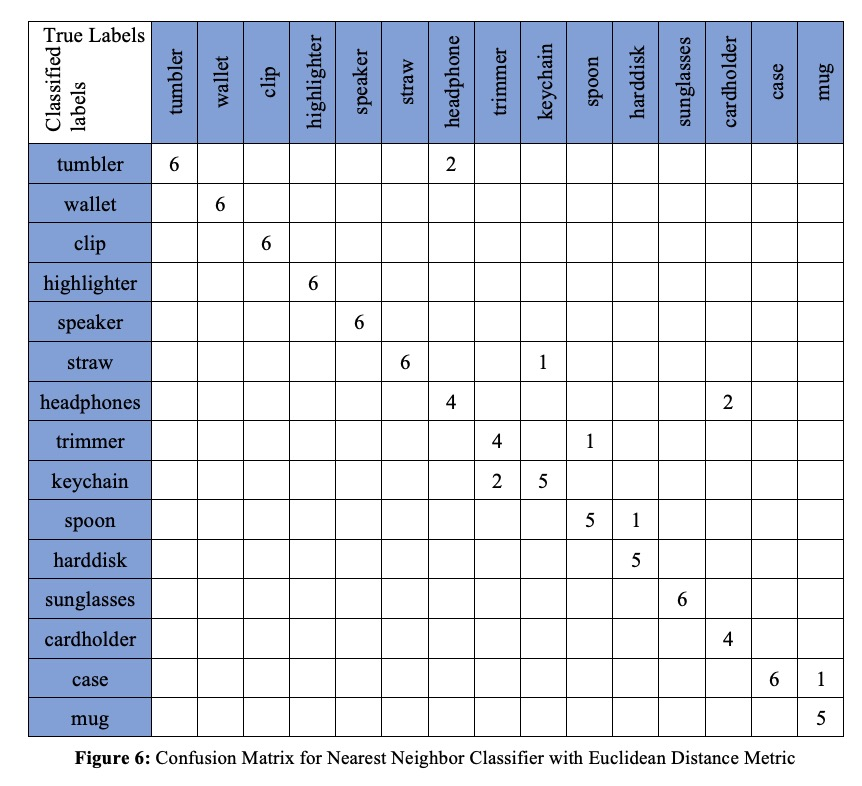 True Labels
Classified labels
tumbler wallet clip highlighter speaker straw headphone trimmer keychain spoon harddisk sunglasses cardholder case mug
tumbler 6 2
wallet 6
clip 6
highlighter 6
speaker 6
straw 6 1
headphones 4 2
trimmer 4 1
keychain 2 5
spoon 5 1
harddisk 5
sunglasses 6
cardholder 4
case 6 1
mug 5
Figure 6: Confusion Matrix for Nearest Neighbor Classifier with Euclidean Distance Metric